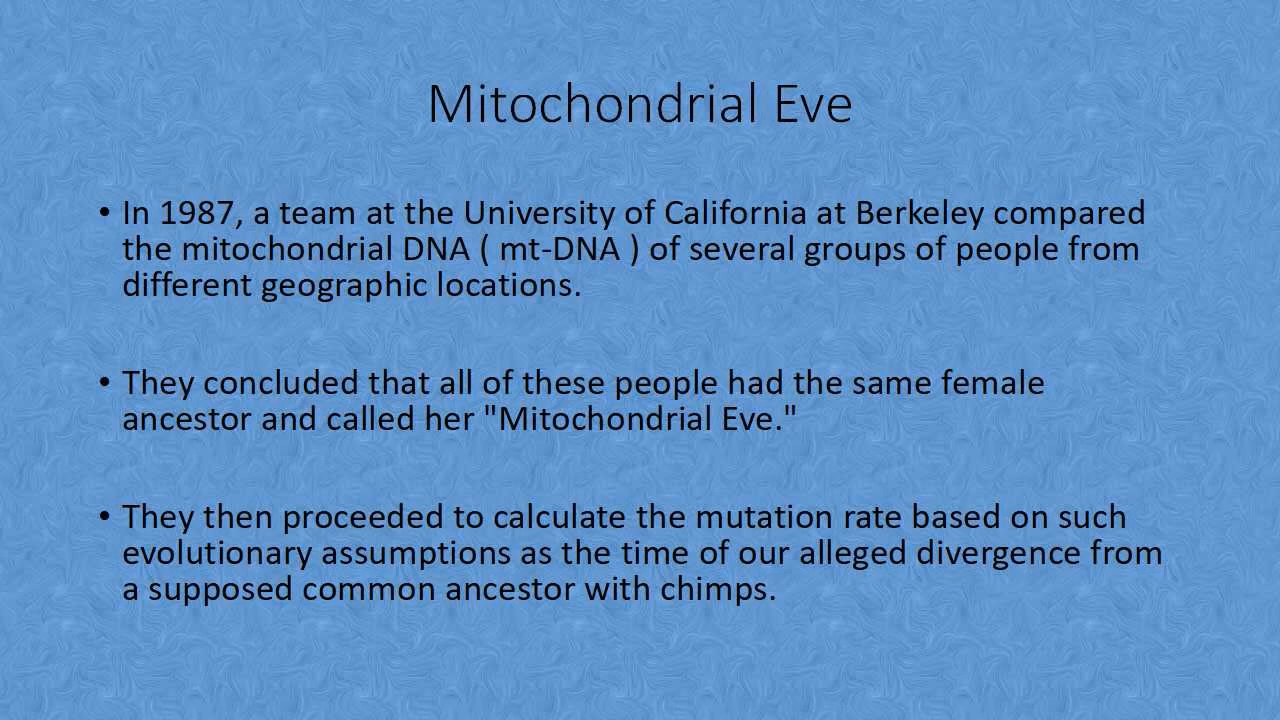 Mitochondrial Eve
• In 1987, a team at the University of California at Berkeley compared
the mitochondrial DNA ( mt-DNA ) of several groups of people from
different geographic locations.
• They concluded that all of these people had the same female
ancestor and called her "Mitochondrial Eve."
• They then proceeded to calculate the mutation rate based on such
evolutionary assumptions as the time of our alleged divergence from
a supposed common ancestor with chimps.